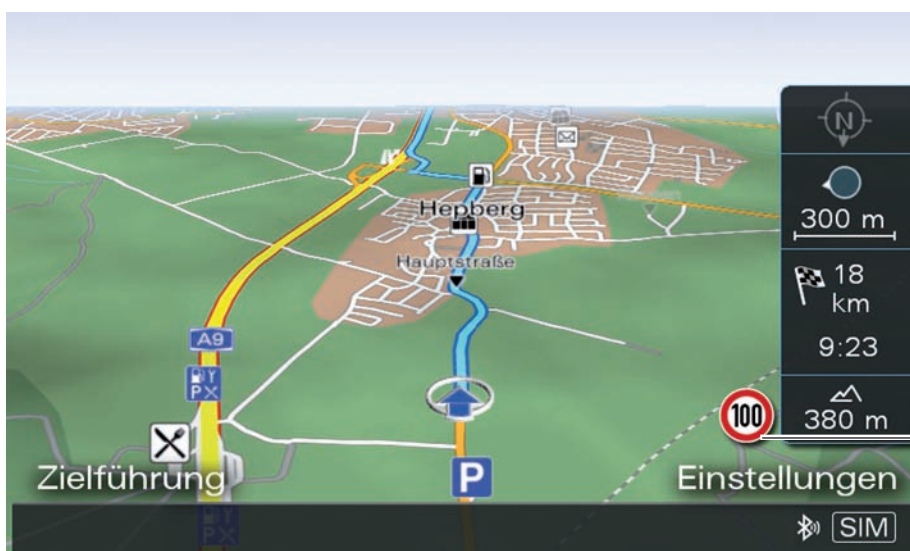 N
300 m
Hepberg
18
km
Hauptstraße
A9
9:23
P
100
380 m
Zielführung
P
Einstellungen
SIM
P